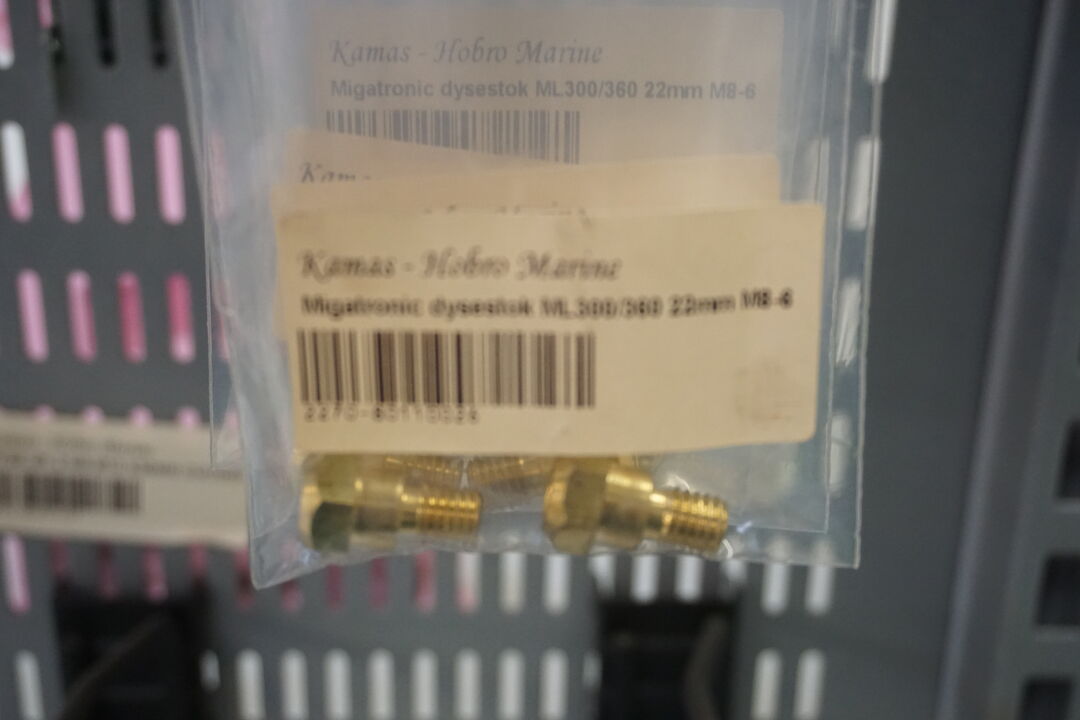 Kamas - Hobro Marine
Migatronic dysestok ML300/360 22mm M8-6
Kamas -
Kamas - Hobro Marine
Migatronic dysestok ML300/360 22mm M8-6